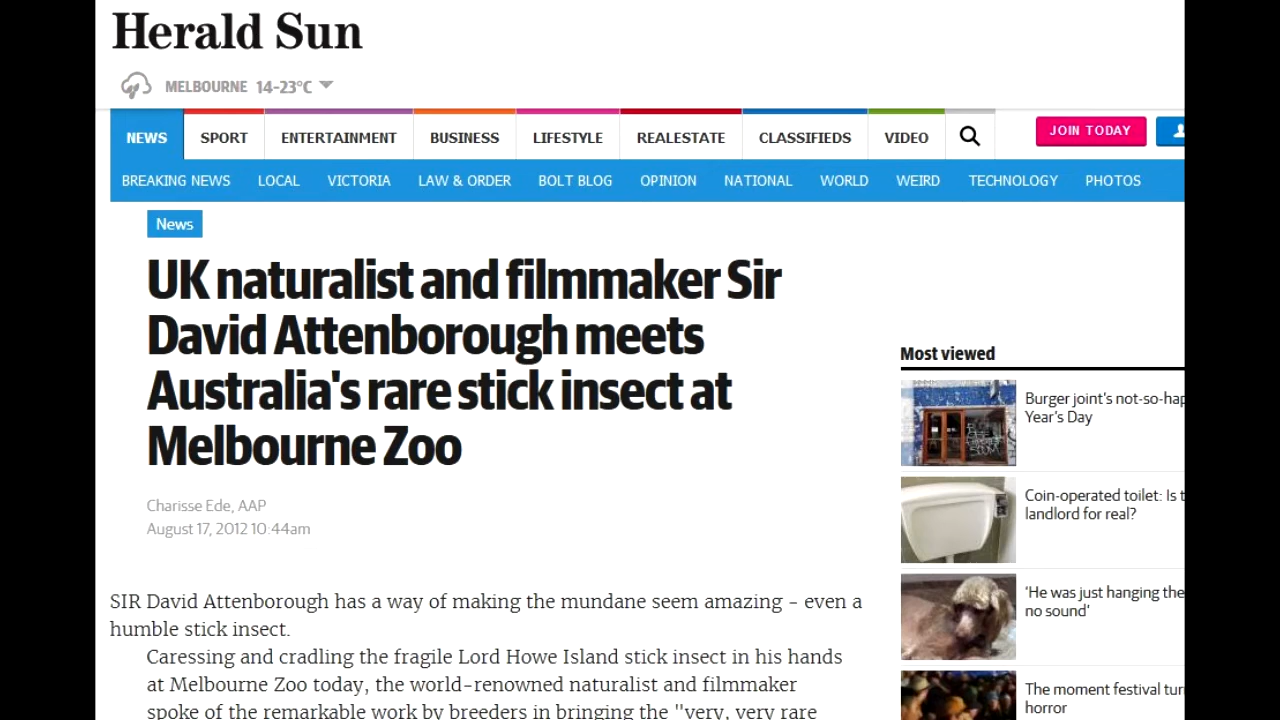 Herald Sun
MELBOURNE 14-23°C
NEWS SPORT ENTERTAINMENT BUSINESS LIFESTYLE REALESTATE CLASSIFIEDS VIDEO JOIN TODAY
BREAKING NEWS LOCAL VICTORIA LAW & ORDER BOLT BLOG OPINION NATIONAL WORLD WEIRD TECHNOLOGY PHOTOS
News
UK naturalist and filmmaker Sir
David Attenborough meets
Australia's rare stick insect at
Melbourne Zoo
Charisse Ede, AAP
August 17, 2012 10:44am
SIR David Attenborough has a way of making the mundane seem amazing - even a
humble stick insect.
Caressing and cradling the fragile Lord Howe Island stick insect in his hands
at Melbourne Zoo today, the world-renowned naturalist and filmmaker
spoke of the remarkable work by breeders in bringing the "very, very rare
Most viewed
Burger joint's not-so-hap
Year's Day
Coin-operated toilet: Is t
landlord for real?
'He was just hanging the
no sound'
The moment festival tur
horror